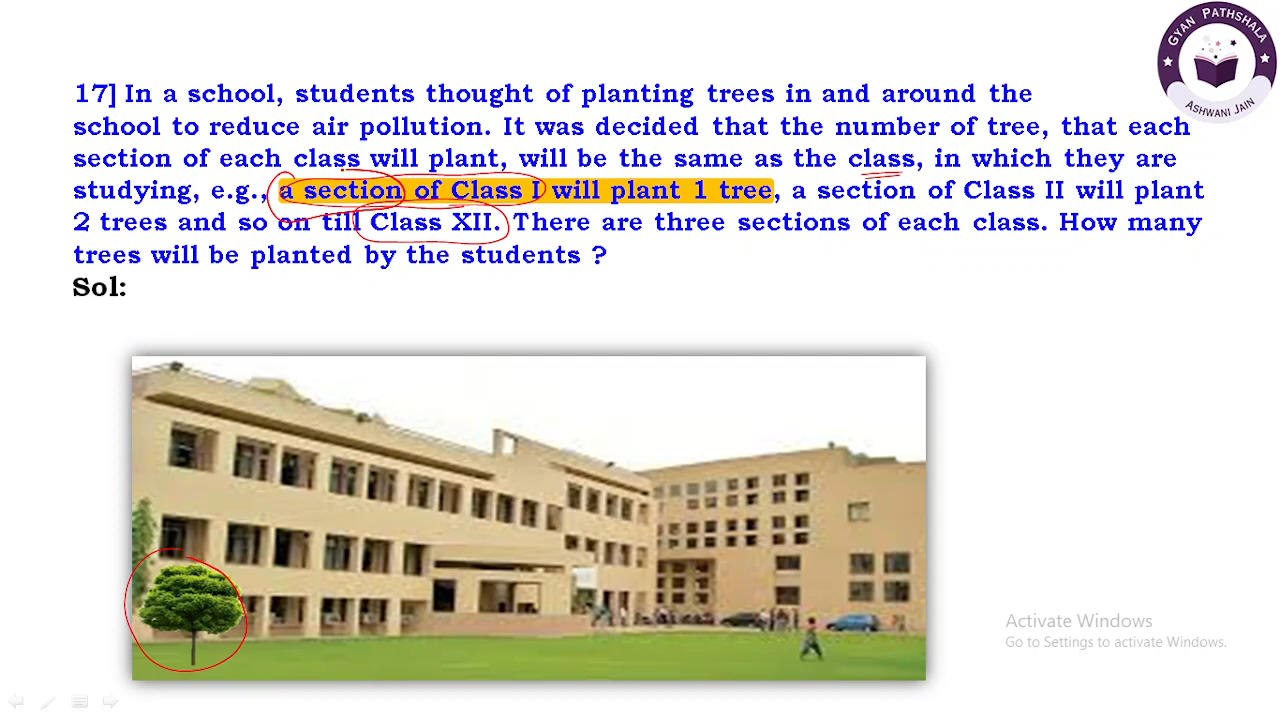 GYAN PATHSHALA
ASHWANI JAIN
17] In a school, students thought of planting trees in and around the
school to reduce air pollution. It was decided that the number of tree, that each
section of each class will plant, will be the same as the class, in which they are
studying, e.g., a section of Class I will plant 1 tree, a section of Class II will plant
2 trees and so on till Class XII. There are three sections of each class. How many
trees will be planted by the students ?
Sol:
Activate Windows
Go to Settings to activate Windows.